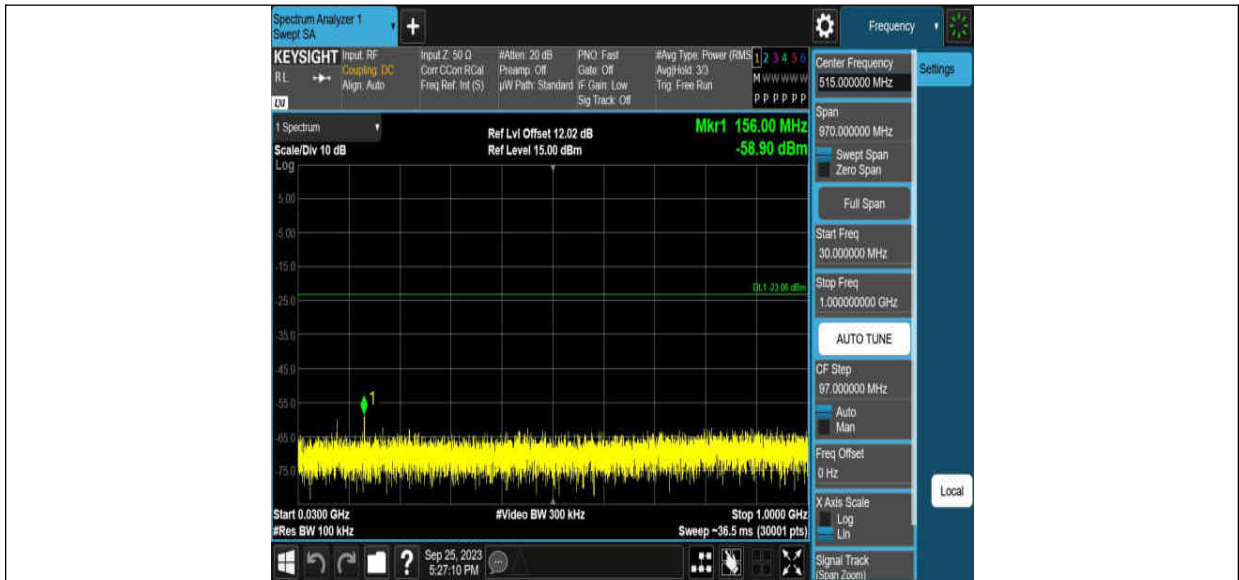 Spectrum Analyzer 1
Swept SA
+
Frequency
KEYSIGHT
RL
LXI
Input: RF
Coupling: DC
Align: Auto
Input Z: 50 Ω
Corr CCorr RCal
Freq Ref: Int (S)
#Atten: 20 dB
Preamp: Off
µW Path: Standard
PNO: Fast
Gate: Off
IF Gain: Low
Sig Track: Off
#Avg Type: Power (RMS
Avg|Hold: 3/3
Trig: Free Run
1 2 3 4 5 6
M W W W W W
P P P P P P
1 Spectrum
Scale/Div 10 dB
Ref Lvl Offset 12.02 dB
Ref Level 15.00 dBm
Mkr1 156.00 MHz
-58.90 dBm
Log
5.00
-5.00
-15.0
-25.0
-35.0
-45.0
-55.0
-65.0
-75.0
1
Start 0.0300 GHz
#Res BW 100 kHz
#Video BW 300 kHz
Stop 1.0000 GHz
Sweep ~36.5 ms (30001 pts)
?
Sep 25, 2023
5:27:10 PM
Center Frequency
515.000000 MHz
Span
970.000000 MHz
Swept Span
Zero Span
Full Span
Start Freq
30.000000 MHz
Stop Freq
1.000000000 GHz
AUTO TUNE
CF Step
97.000000 MHz
Auto
Man
Freq Offset
0 Hz
X Axis Scale
Log
Lin
Signal Track
(Span Zoom)
Settings
Local